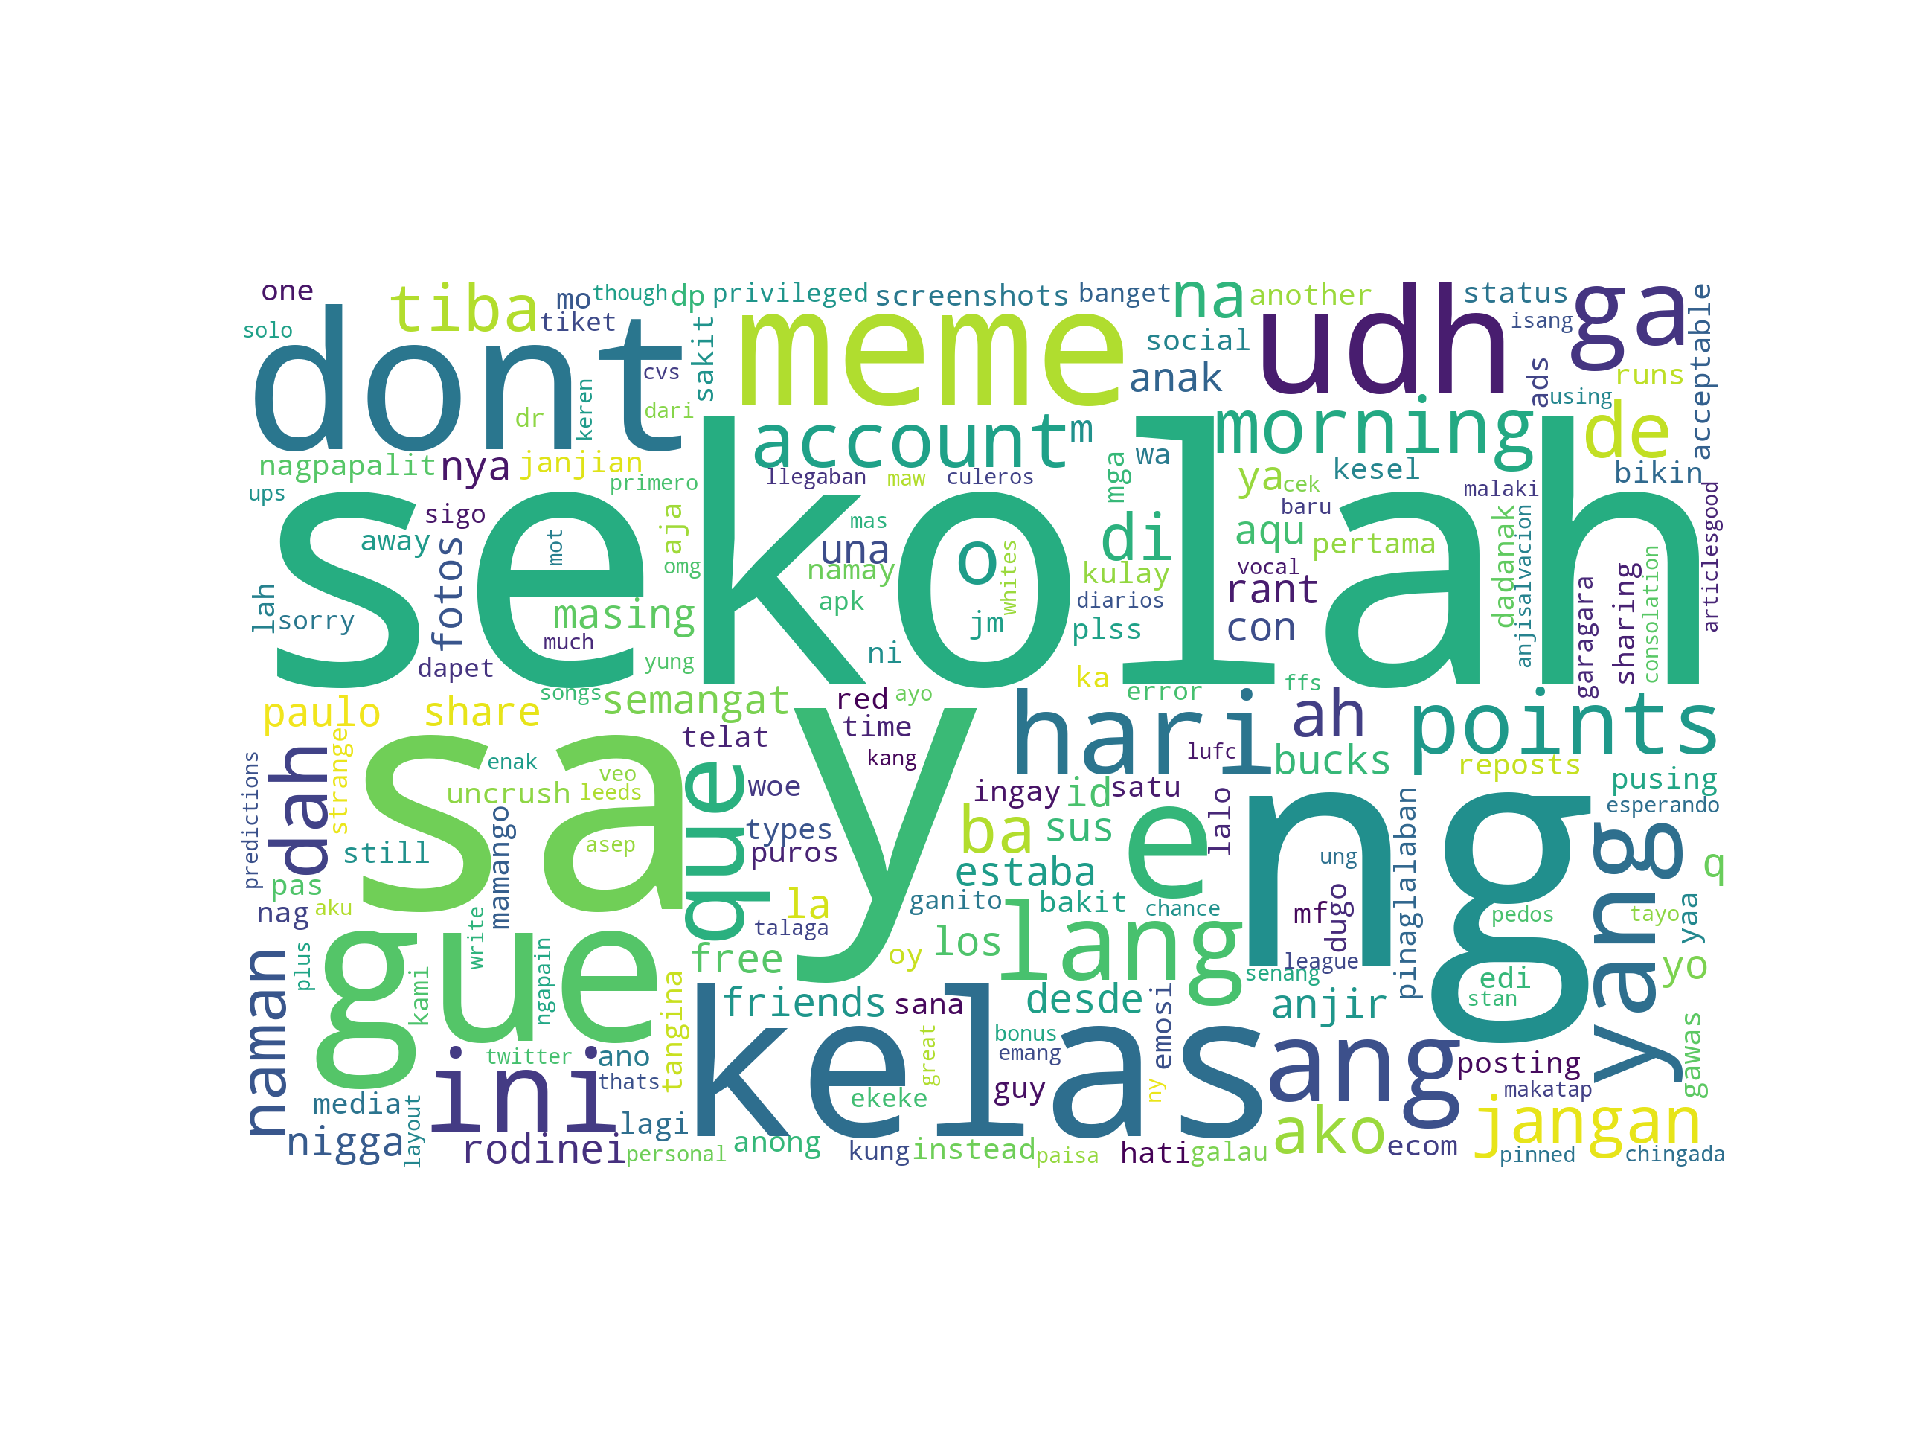 one
mo
though
dp
privileged
screenshots
banget
na
another
status
ga
solo
tiba
tiket
meme
social
udh
isang
acceptable
dont
cvs
sakit
anak
ads
runs
dr
keren
dari
account
m
morning
using
de
nagpapalit
nya
janjian
primero
llegaban
maw
culeros
mga
wa
ya
cek
kesel
malaki
bikin
ups
sekolah
sigo
away
fotos
mot
aja
omg
mas
una
namay
o
whites
di
aqu
baru
pertama
dadanak
anjisalvacion
consolation
articlesgood
lah
sorry
masing
apk
jm
kulay
diarios
plss
vocal
rant
con
garagara
sharing
dapet
much
yung
ni
ka
error
ffs
songs
semangat
red
ayo
paulo
share
telat
time
kang
hari
lufc
ah
bucks
points
predictions
dah
strange
enak
say
veo
uncrush
leeds
que
woe
y
ingay
id
satu
reposts
pusing
esperando
asep
types
puros
ba
sus
e
lalo
ng
ung
pinaglalaban
yang
q
still
mamango
pas
estaba
nag
aku
la
ganito
bakit
chance
mf
dugo
pedos
tayo
yaa
talaga
write
plus
gue
free
oy
los
lang
league
senang
edi
yo
stan
naman
kami
ngapain
tangina
friends
sana
desde
emosi
anjir
gawas
twitter
ano
thats
ini
kelas
great
bonus
emang
guy
ny
ang
posting
makatap
media
layout
ekeke
jangan
nigga
rodinei
lagi
personal
anong
kung
instead
paisa
hati
galau
ako
ecom
pinned
chingada